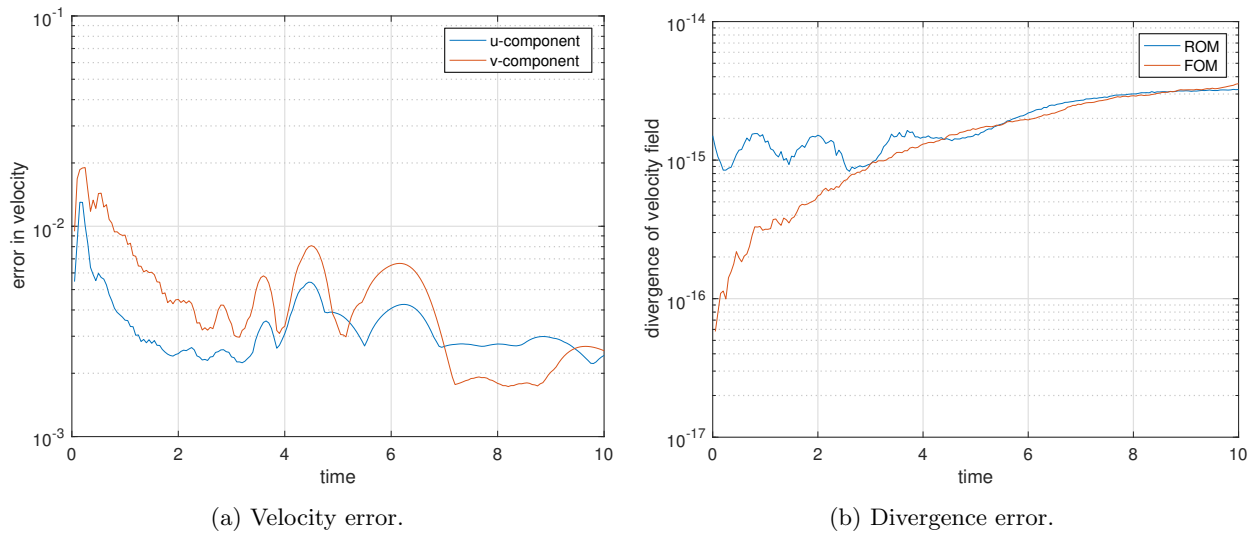 10^-1
10^-2
10^-3
error in velocity
u-component
v-component
0 2 4 6 8 10
time
(a) Velocity error.
10^-14
10^-15
10^-16
10^-17
divergence of velocity field
ROM
FOM
0 2 4 6 8 10
time
(b) Divergence error.